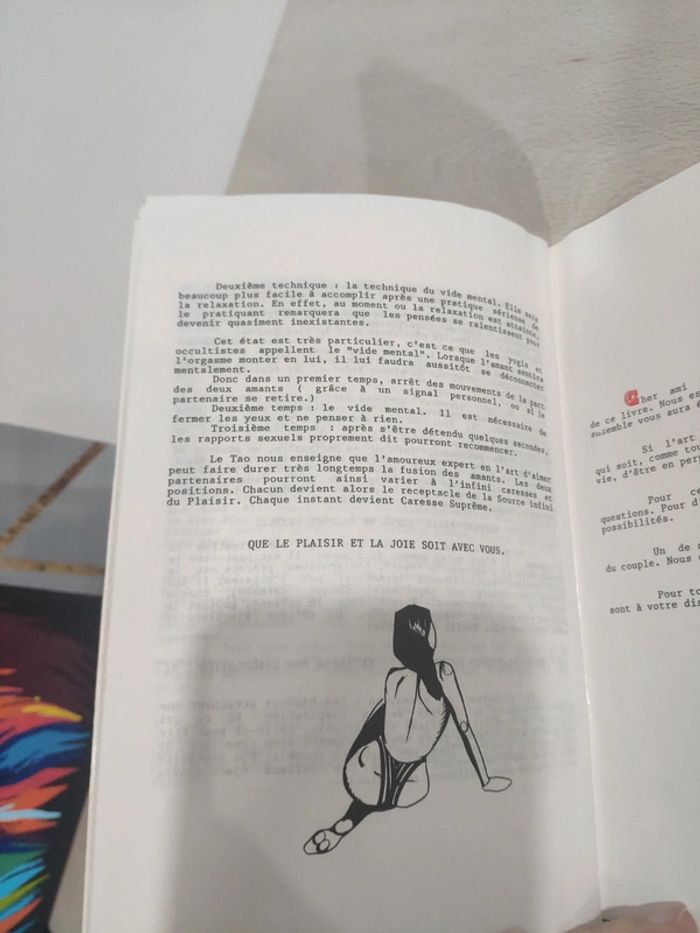 Deuxième technique : la technique du vide mental. Elle sera
beaucoup plus facile à accomplir après une pratique sérieuse de
la relaxation. En effet, au moment ou la relaxation est atteinte,
le pratiquant remarquera que les pensées se ralentissent pour
devenir quasiment inexistantes.
Cet état est très particulier, c'est ce que les yogis et
occultistes appellent le "vide mental". Lorsque l'amant sentira
l'orgasme monter en lui, il lui faudra aussitôt se déconnecter
mentalement.
Donc dans un premier temps, arrêt des mouvements de la part
des deux amants ( grâce à un signal personnel, ou si le
partenaire se retire.)
Deuxième temps : le vide mental. Il est nécessaire de
fermer les yeux et ne penser à rien.
Troisième temps : après s'être détendu quelques secondes,
les rapports sexuels proprement dit pourront recommencer.
Le Tao nous enseigne que l'amoureux expert en l'art d'aimer
peut faire durer très longtemps la fusion des amants. Les deux
partenaires pourront ainsi varier à l'infini caresses et
positions. Chacun devient alors le receptacle de la Source infini
du Plaisir. Chaque instant devient Caresse Suprême.
QUE LE PLAISIR ET LA JOIE SOIT AVEC VOUS.
Cher ami
de ce livre. Nous es
ensemble vous aura é
Si l'art
qui soit, comme tou
vie, d'être en perp
Pour ce
questions. Pour d'
possibilités.
Un de n
du couple. Nous
Pour to
sont à votre dis